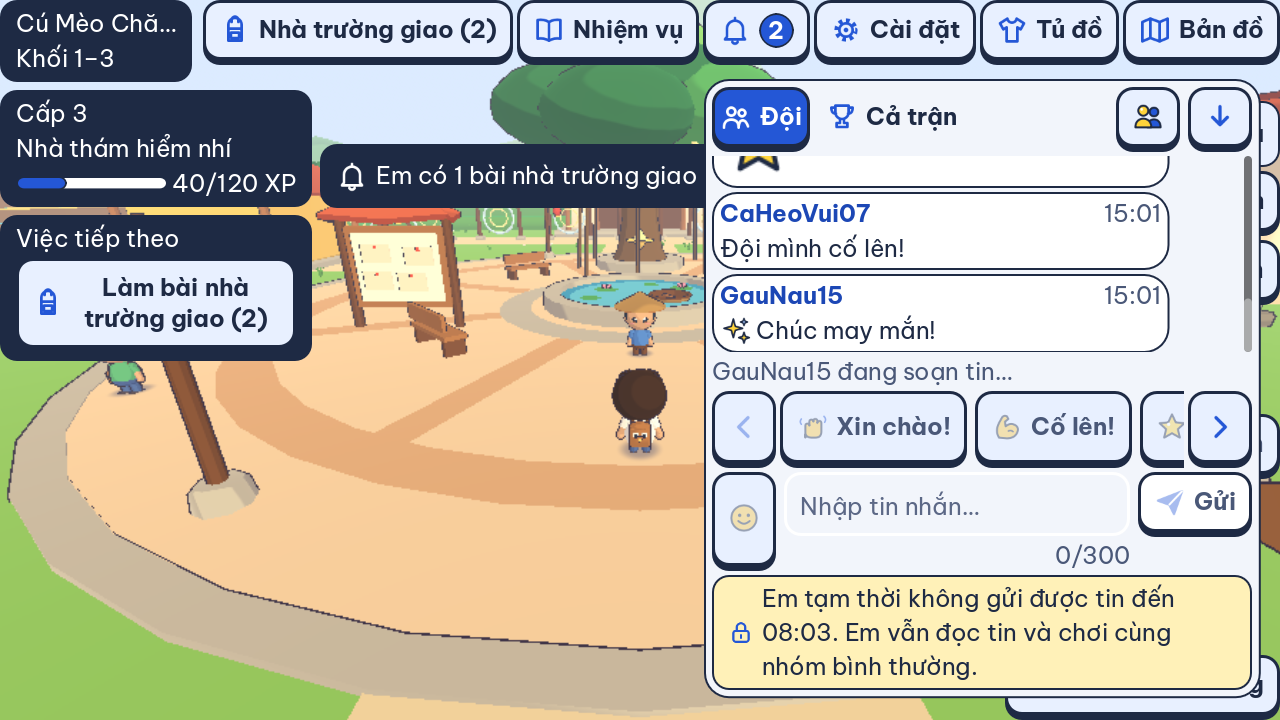 Cú Mèo Chă...
Khối 1–3
Nhà trường giao (2)
Nhiệm vụ
2
Cài đặt
Tủ đồ
Bản đồ
Cấp 3
Nhà thám hiểm nhí
40/120 XP
Em có 1 bài nhà trường giao
Việc tiếp theo
Làm bài nhà
trường giao (2)
Đội
Cả trận
CaHeoVui07 15:01
Đội mình cố lên!
GauNau15 15:01
Chúc may mắn!
GauNau15 đang soạn tin...
Xin chào!
Cố lên!
Nhập tin nhắn...
Gửi
0/300
Em tạm thời không gửi được tin đến
08:03. Em vẫn đọc tin và chơi cùng
nhóm bình thường.